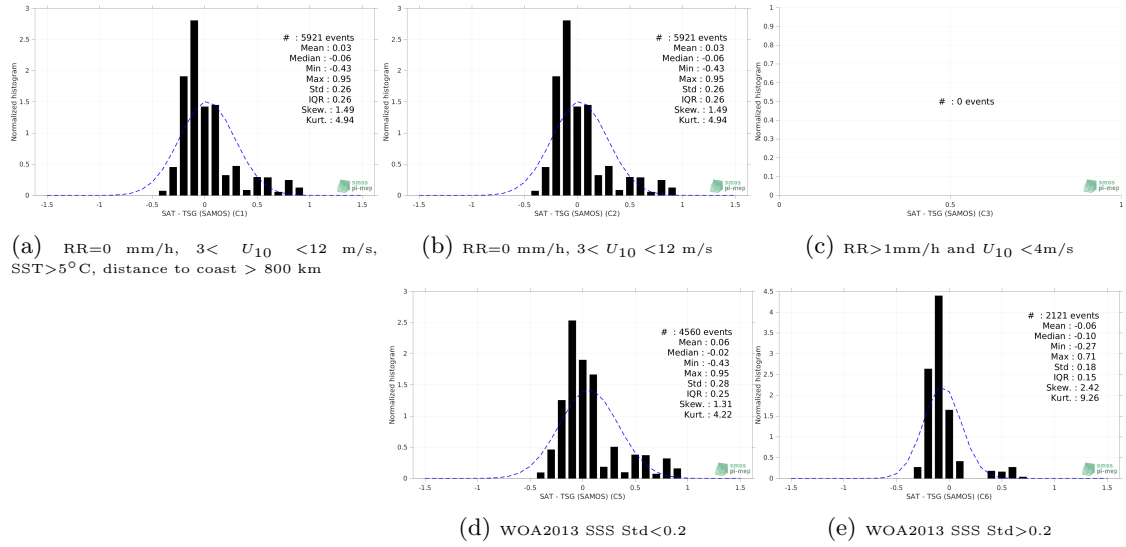 3
2.5
2
1.5
1
0.5
0
Normalized histogram
# : 5921 events
Mean : 0.03
Median : -0.06
Min : -0.43
Max : 0.95
Std : 0.26
IQR : 0.26
Skew. : 1.49
Kurt. : 4.94
smos
pi-mep
-1.5 -1 -0.5 0 0.5 1 1.5
SAT - TSG (SAMOS) (C1)
(a) RR=0 mm/h, 3< U10 <12 m/s,
SST>5°C, distance to coast > 800 km
3
2.5
2
1.5
1
0.5
0
Normalized histogram
# : 5921 events
Mean : 0.03
Median : -0.06
Min : -0.43
Max : 0.95
Std : 0.26
IQR : 0.26
Skew. : 1.49
Kurt. : 4.94
smos
pi-mep
-1.5 -1 -0.5 0 0.5 1 1.5
SAT - TSG (SAMOS) (C2)
(b) RR=0 mm/h, 3< U10 <12 m/s
1
0.9
0.8
0.7
0.6
0.5
0.4
0.3
0.2
0.1
0
Normalized histogram
# : 0 events
smos
pi-mep
0 0.5 1
SAT - TSG (SAMOS) (C3)
(c) RR>1mm/h and U10 <4m/s
3
2.5
2
1.5
1
0.5
0
Normalized histogram
# : 4560 events
Mean : 0.06
Median : -0.02
Min : -0.43
Max : 0.95
Std : 0.28
IQR : 0.25
Skew. : 1.31
Kurt. : 4.22
smos
pi-mep
-1.5 -1 -0.5 0 0.5 1 1.5
SAT - TSG (SAMOS) (C5)
(d) WOA2013 SSS Std<0.2
4.5
4
3.5
3
2.5
2
1.5
1
0.5
0
Normalized histogram
# : 2121 events
Mean : -0.06
Median : -0.10
Min : -0.27
Max : 0.71
Std : 0.18
IQR : 0.15
Skew. : 2.42
Kurt. : 9.26
smos
pi-mep
-1.5 -1 -0.5 0 0.5 1 1.5
SAT - TSG (SAMOS) (C6)
(e) WOA2013 SSS Std>0.2